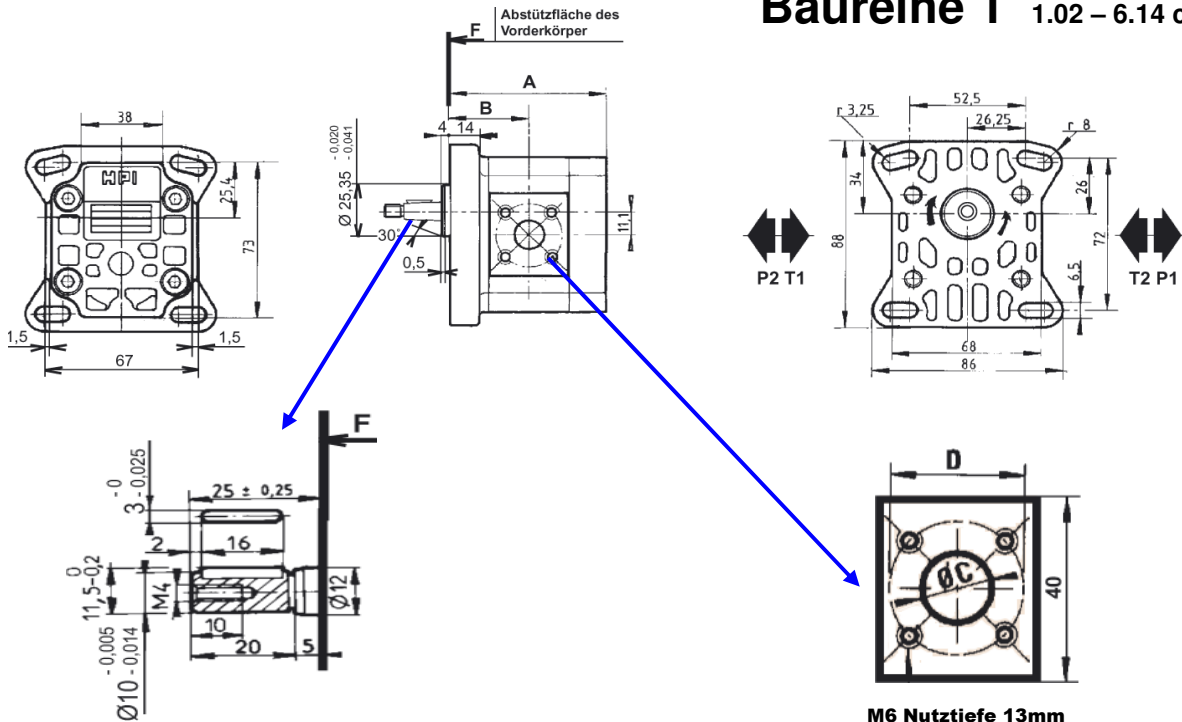 Baureihe 1 1.02 – 6.14 c
Abstützfläche des
Vorderkörper
F
A
B
4 14
- 0,020
- 0,041
Ø 25,35
30
0,5
11,1
38
HPI
25,4
73
1,5
1,5
67
r 3,25
52,5
26,25
r 8
34
26
88
72
6,5
68
86
P2 T1
T2 P1
F
25 ± 0,25
0
3 - 0,025
2
16
0
11,5-0,2
M4
Ø12
10
20
5
- 0,005
Ø10 - 0,014
D
ØC
40
M6 Nutztiefe 13mm